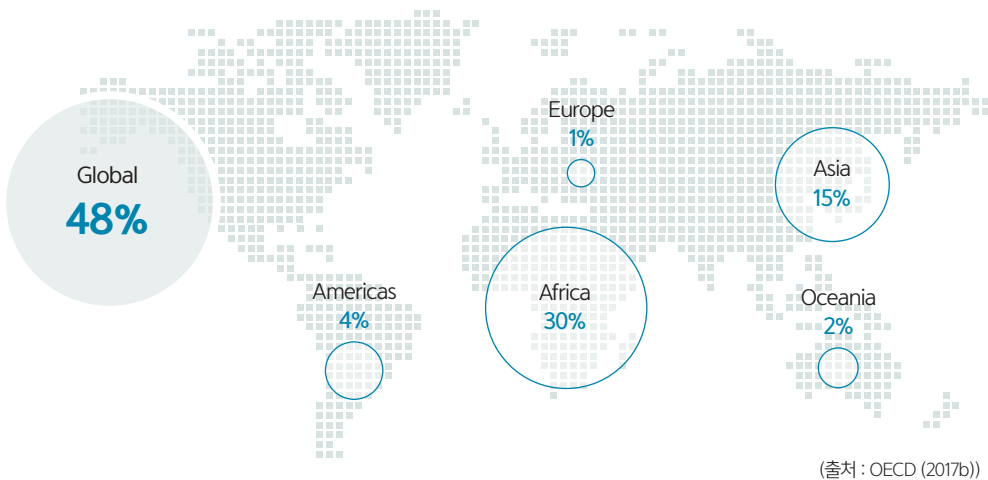 Global
48%
Americas
4%
Europe
1%
Africa
30%
Asia
15%
Oceania
2%
(출처 : OECD (2017b))